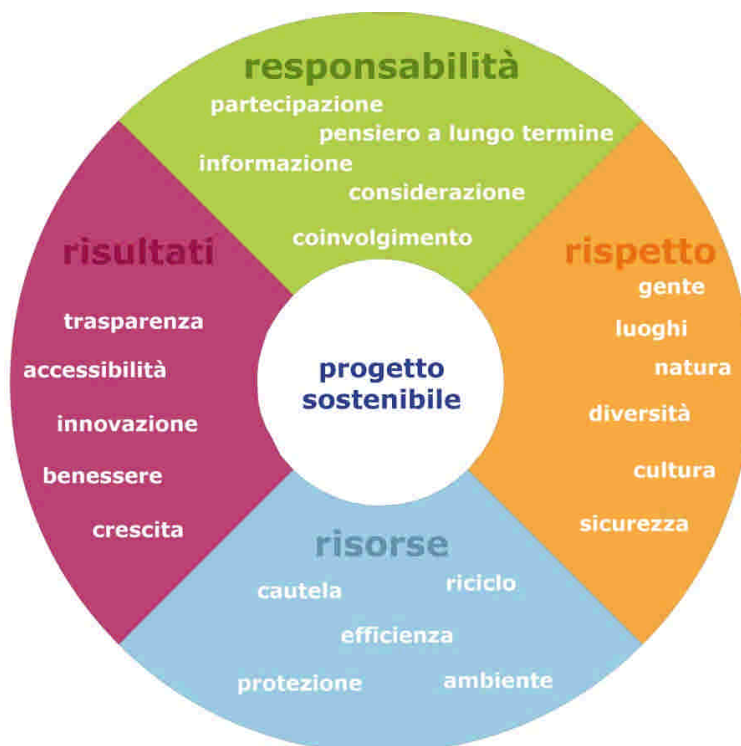 responsabilità
partecipazione
pensiero a lungo termine
informazione
considerazione
coinvolgimento
risultati
trasparenza
accessibilità
innovazione
benessere
crescita
progetto
sostenibile
rispetto
gente
luoghi
natura
diversità
cultura
sicurezza
risorse
cautela
riciclo
efficienza
protezione
ambiente